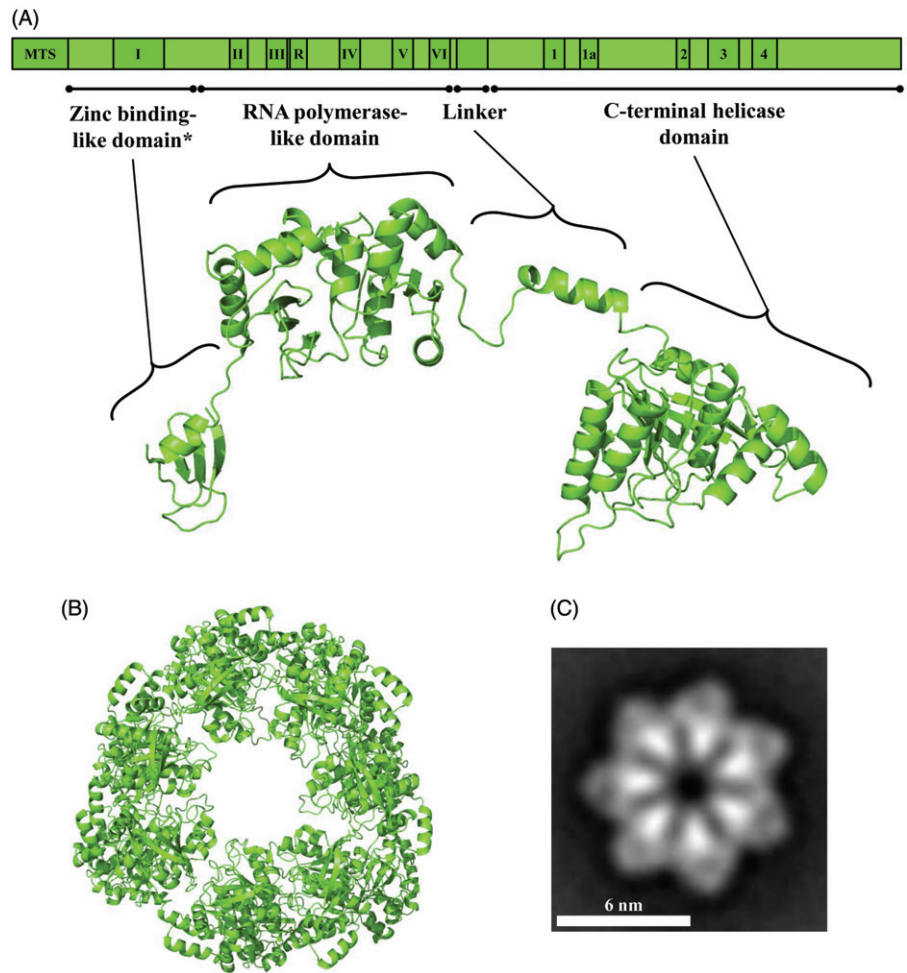 (A)
MTS I II III R IV V VI 1 1a 2 3 4
Zinc binding-
like domain*
RNA polymerase-
like domain
Linker
C-terminal helicase
domain
(B)
(C)
6 nm